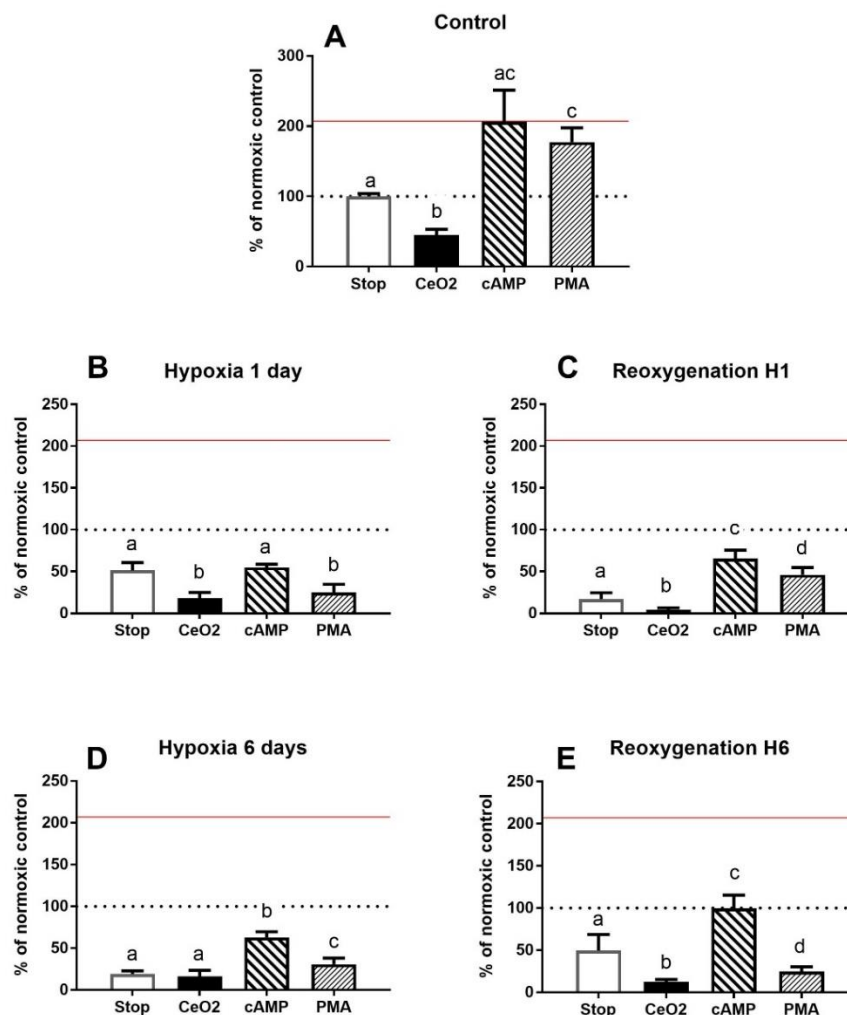 Control
A
% of normoxic control
300
200
100
0
a
b
ac
c
Stop CeO2 cAMP PMA
B
Hypoxia 1 day
% of normoxic control
250
200
150
100
50
0
a
b
a
b
Stop CeO2 cAMP PMA
C
Reoxygenation H1
% of normoxic control
250
200
150
100
50
0
a
b
c
d
Stop CeO2 cAMP PMA
D
Hypoxia 6 days
% of normoxic control
250
200
150
100
50
0
a
a
b
c
Stop CeO2 cAMP PMA
E
Reoxygenation H6
% of normoxic control
250
200
150
100
50
0
a
b
c
d
Stop CeO2 cAMP PMA